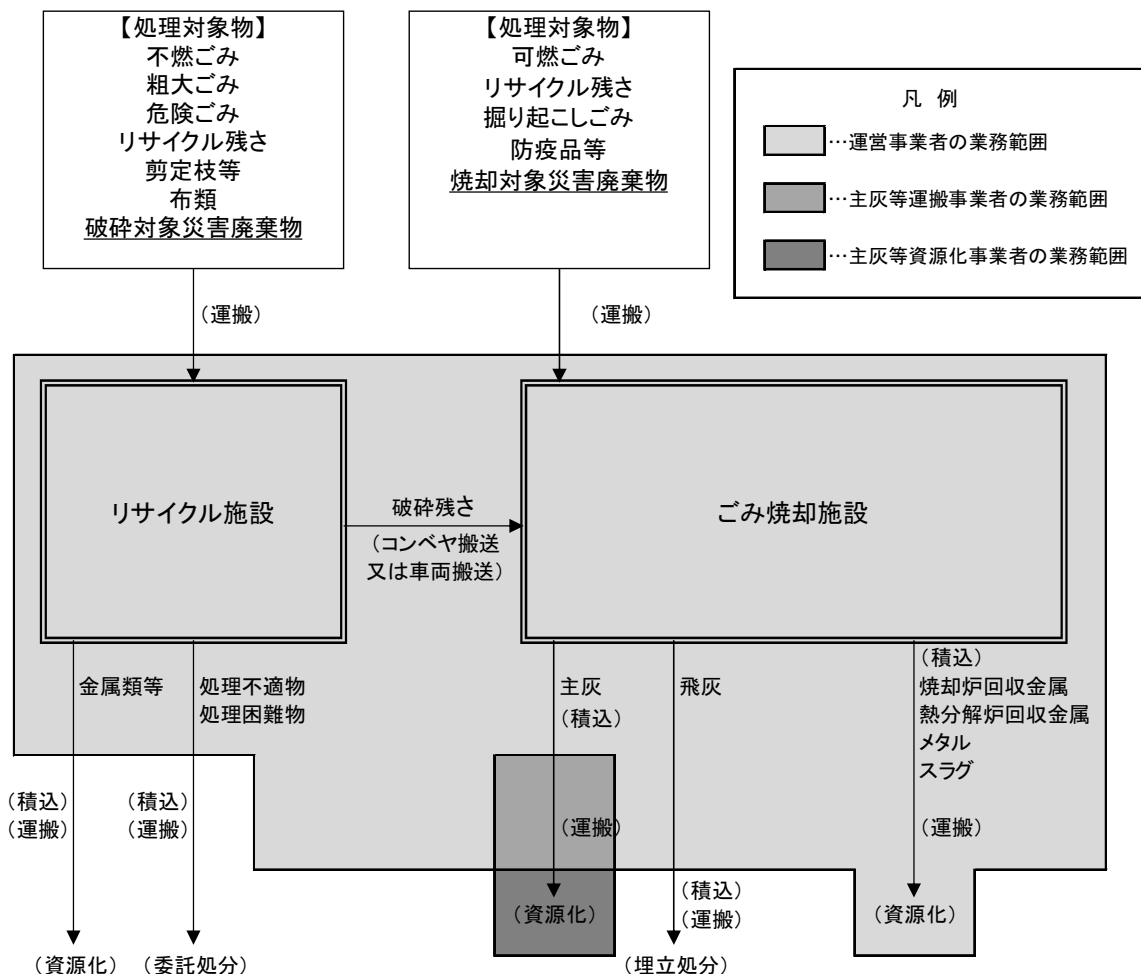 【処理対象物】
不燃ごみ
粗大ごみ
危険ごみ
リサイクル残さ
剪定枝等
布類
破砕対象災害廃棄物
【処理対象物】
可燃ごみ
リサイクル残さ
掘り起こしごみ
防疫品等
焼却対象災害廃棄物
凡 例
…運営事業者の業務範囲
…主灰等運搬事業者の業務範囲
…主灰等資源化事業者の業務範囲
（運搬）
（運搬）
リサイクル施設
破砕残さ
（コンベヤ搬送
又は車両搬送）
ごみ焼却施設
金属類等
処理不適物
処理困難物
主灰
（積込）
飛灰
（積込）
焼却炉回収金属
熱分解炉回収金属
メタル
スラグ
（積込）
（運搬）
（積込）
（運搬）
（運搬）
（運搬）
（積込）
（運搬）
（資源化）
（資源化）
（資源化）
（委託処分）
（埋立処分）